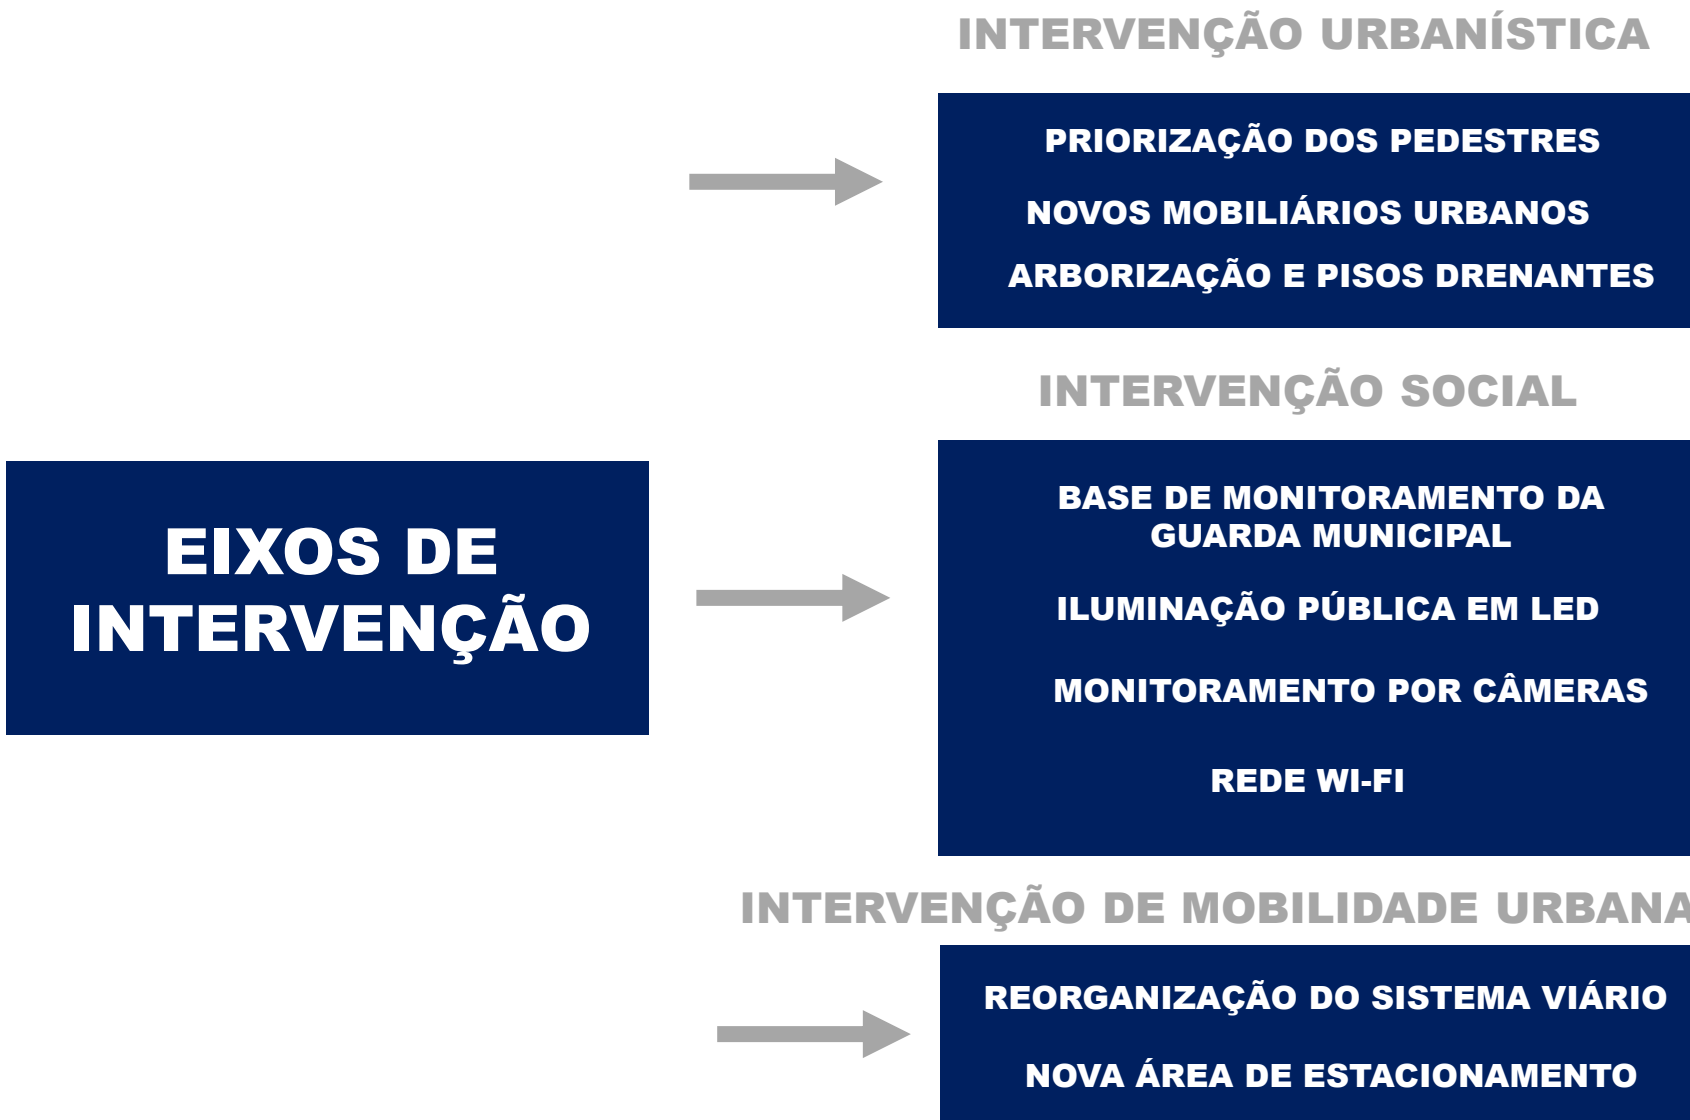 INTERVENÇÃO URBANÍSTICA
PRIORIZAÇÃO DOS PEDESTRES
NOVOS MOBILIÁRIOS URBANOS
ARBORIZAÇÃO E PISOS DRENANTES
EIXOS DE
INTERVENÇÃO
INTERVENÇÃO SOCIAL
BASE DE MONITORAMENTO DA
GUARDA MUNICIPAL
ILUMINAÇÃO PÚBLICA EM LED
MONITORAMENTO POR CÂMERAS
REDE WI-FI
INTERVENÇÃO DE MOBILIDADE URBANA
REORGANIZAÇÃO DO SISTEMA VIÁRIO
NOVA ÁREA DE ESTACIONAMENTO